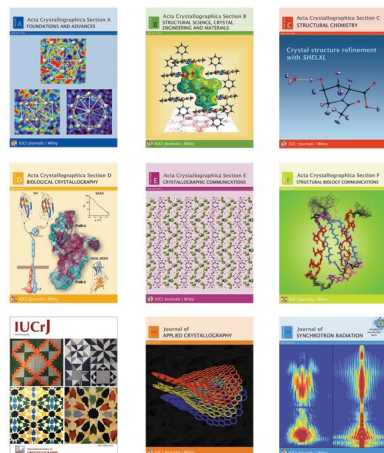 A
Acta Crystallographica Section A
FOUNDATIONS AND ADVANCES
IUCr Journals | Wiley
B
Acta Crystallographica Section B
STRUCTURAL SCIENCE, CRYSTAL
ENGINEERING AND MATERIALS
IUCr Journals | Wiley
C
Acta Crystallographica Section C
STRUCTURAL CHEMISTRY
Crystal structure refinement
with SHELXL
IUCr Journals | Wiley
D
Acta Crystallographica Section D
BIOLOGICAL CRYSTALLOGRAPHY
IUCr Journals | Wiley
E
Acta Crystallographica Section E
CRYSTALLOGRAPHIC COMMUNICATIONS
IUCr Journals | Wiley
F
Acta Crystallographica Section F
STRUCTURAL BIOLOGY COMMUNICATIONS
IUCr Journals | Wiley
IUCrJ
Journal of
APPLIED CRYSTALLOGRAPHY
IUCr Journals | Wiley
Journal of
SYNCHROTRON RADIATION
IUCr Journals | Wiley